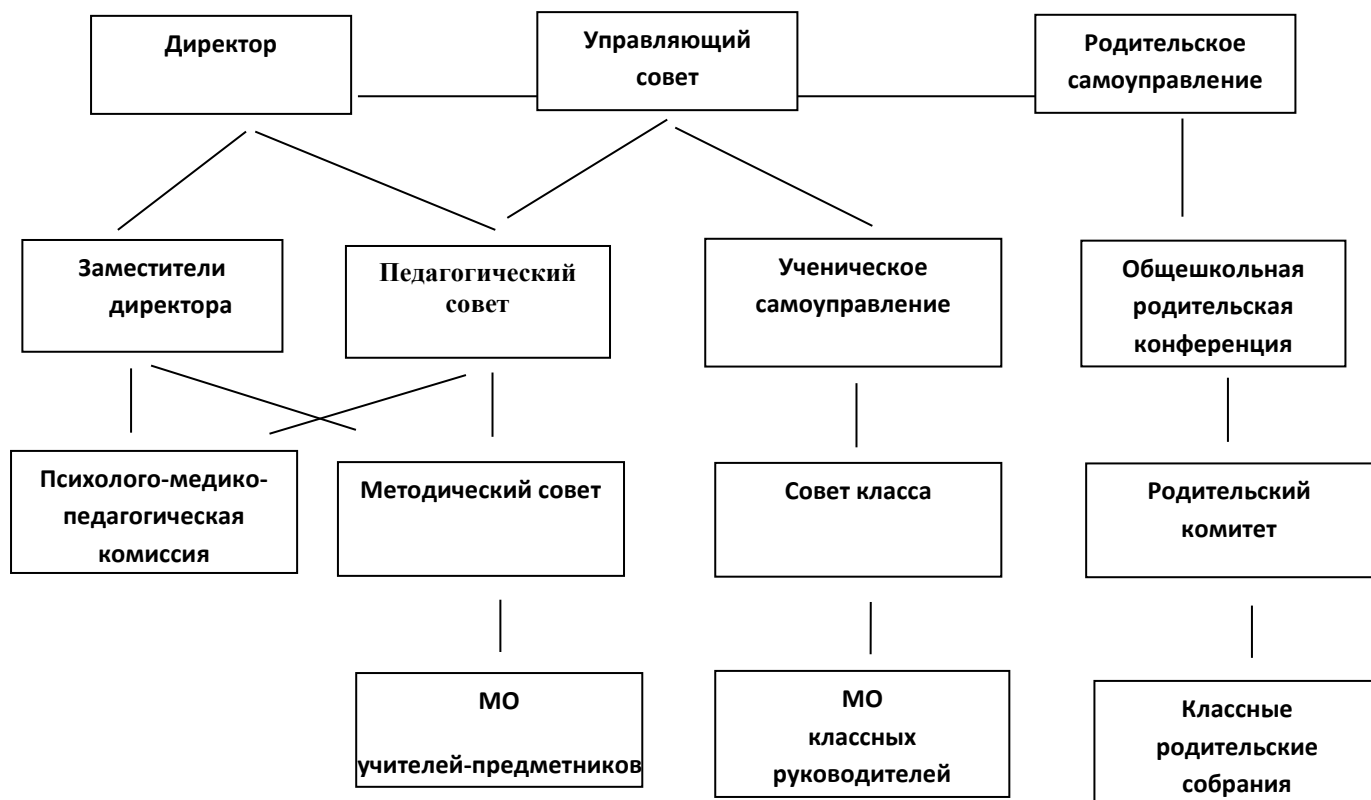 Директор
Управляющий
совет
Родительское
самоуправление
Заместители
директора
Педагогический
совет
Ученическое
самоуправление
Общешкольная
родительская
конференция
Психолого-медико-
педагогическая
комиссия
Методический совет
Совет класса
Родительский
комитет
МО
учителей-предметников
МО
классных
руководителей
Классные
родительские
собрания